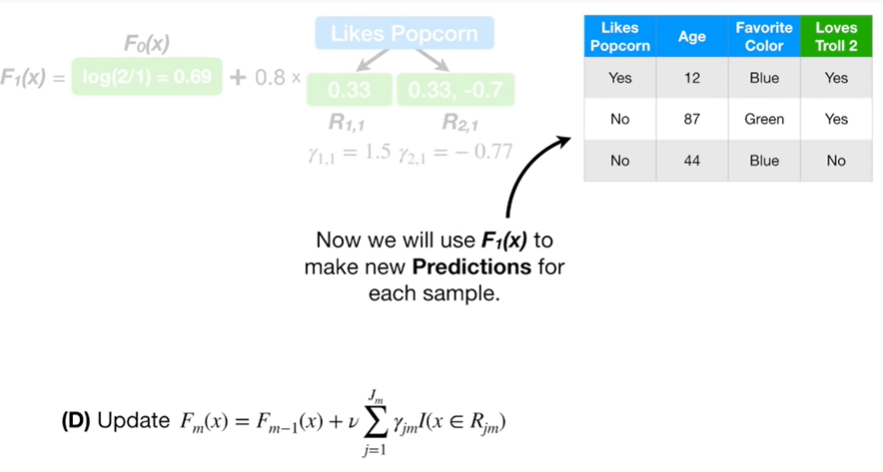 F₀(x)
F₁(x) = log(2/1) = 0.69 + 0.8 x
Likes Popcorn
0.33 0.33, -0.7
R₁,₁ R₂,₁
γ₁,₁ = 1.5 γ₂,₁ = − 0.77
Likes Popcorn Age Favorite Color Loves Troll 2
Yes 12 Blue Yes
No 87 Green Yes
No 44 Blue No
Now we will use F₁(x) to
make new Predictions for
each sample.
(D) Update Fₘ(x) = Fₘ₋₁(x) + ν ∑_{j=1}^{Jₘ} γⱼₘI(x ∈ Rⱼₘ)